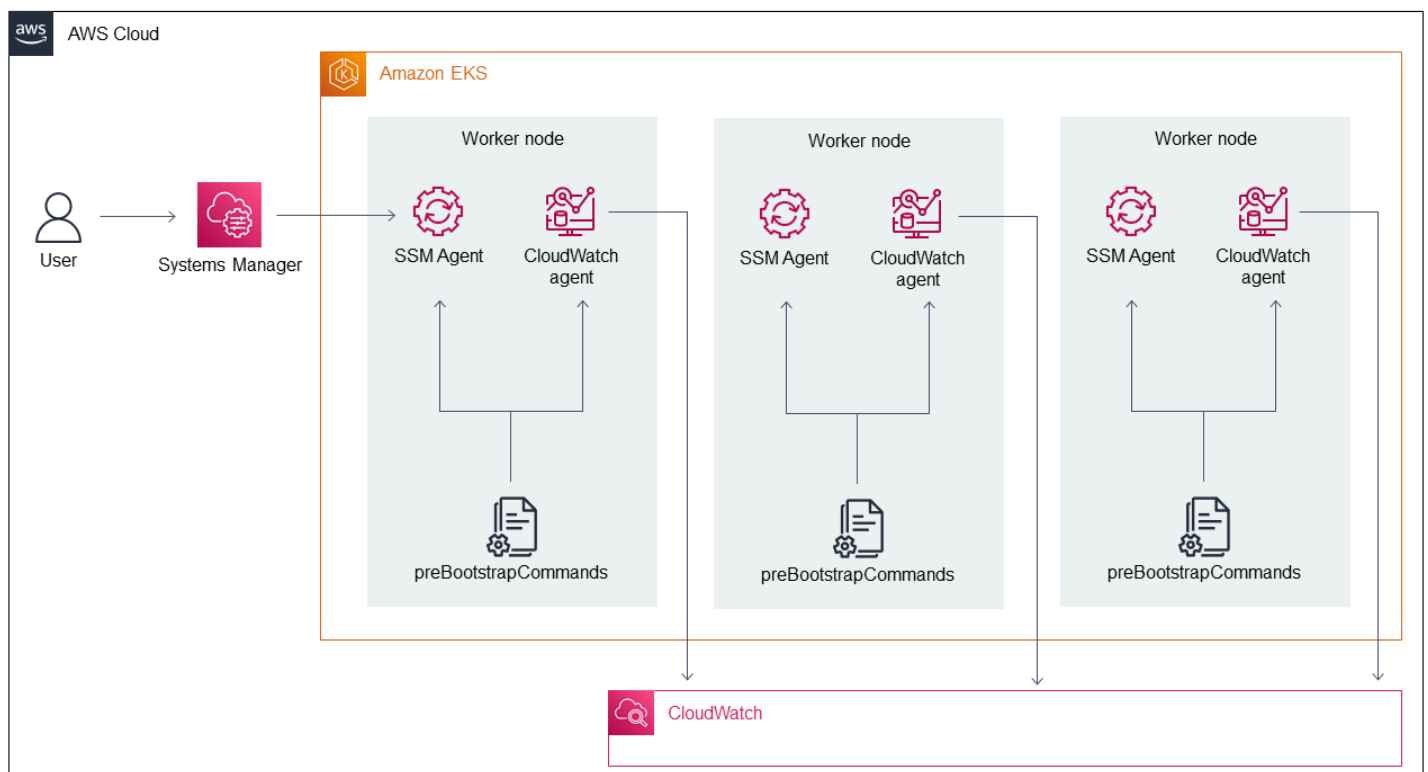 aws
AWS Cloud
Amazon EKS
Worker node
Worker node
Worker node
User
Systems Manager
SSM Agent
CloudWatch
agent
SSM Agent
CloudWatch
agent
SSM Agent
CloudWatch
agent
preBootstrapCommands
preBootstrapCommands
preBootstrapCommands
CloudWatch